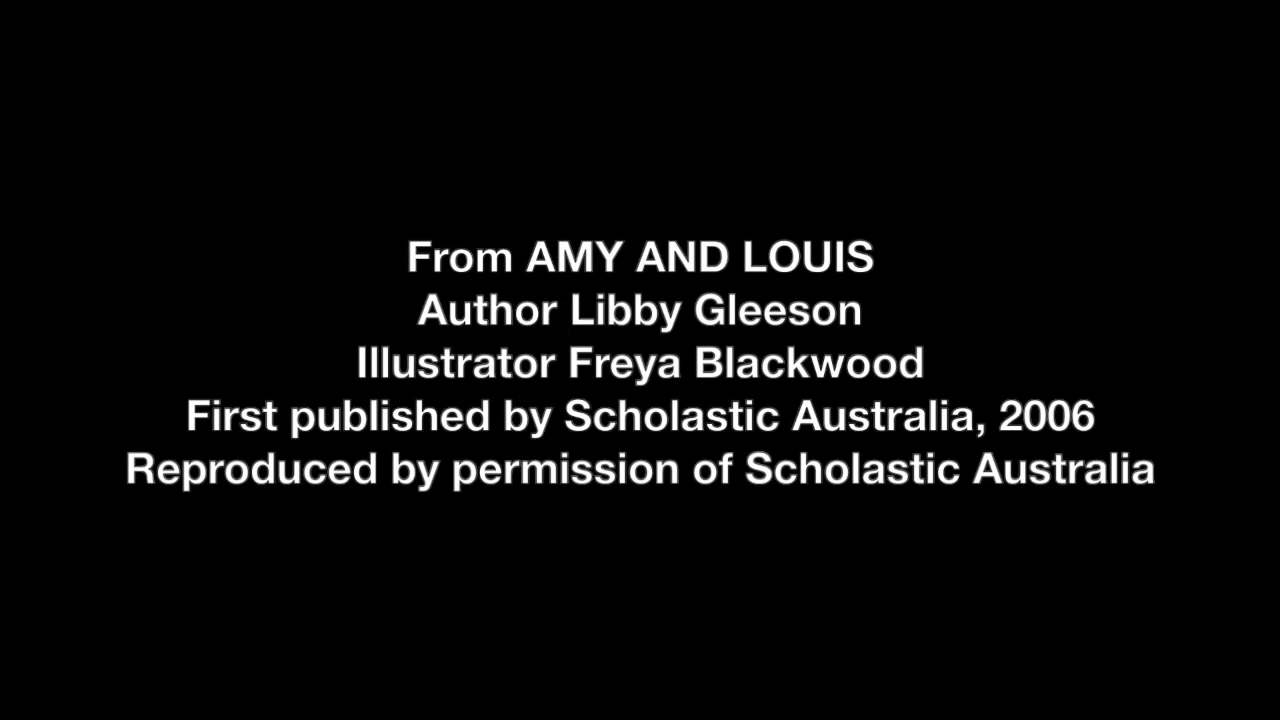 From AMY AND LOUIS
Author Libby Gleeson
Illustrator Freya Blackwood
First published by Scholastic Australia, 2006
Reproduced by permission of Scholastic Australia